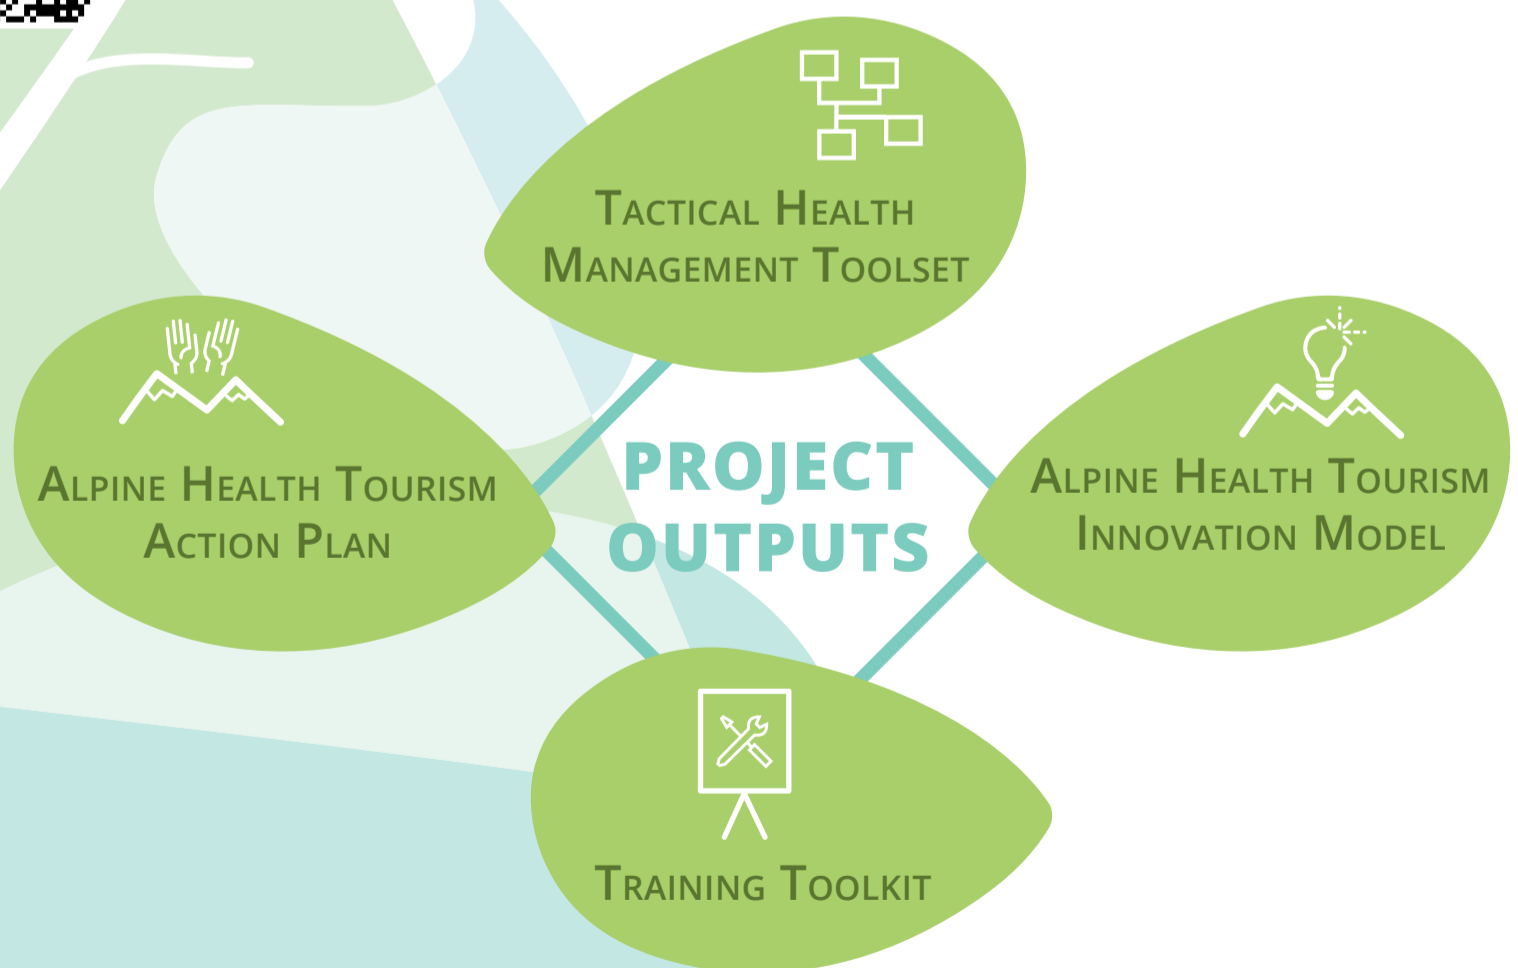 Tactical Health
Management Toolset
Alpine Health Tourism
Action Plan
PROJECT
OUTPUTS
Alpine Health Tourism
Innovation Model
Training Toolkit